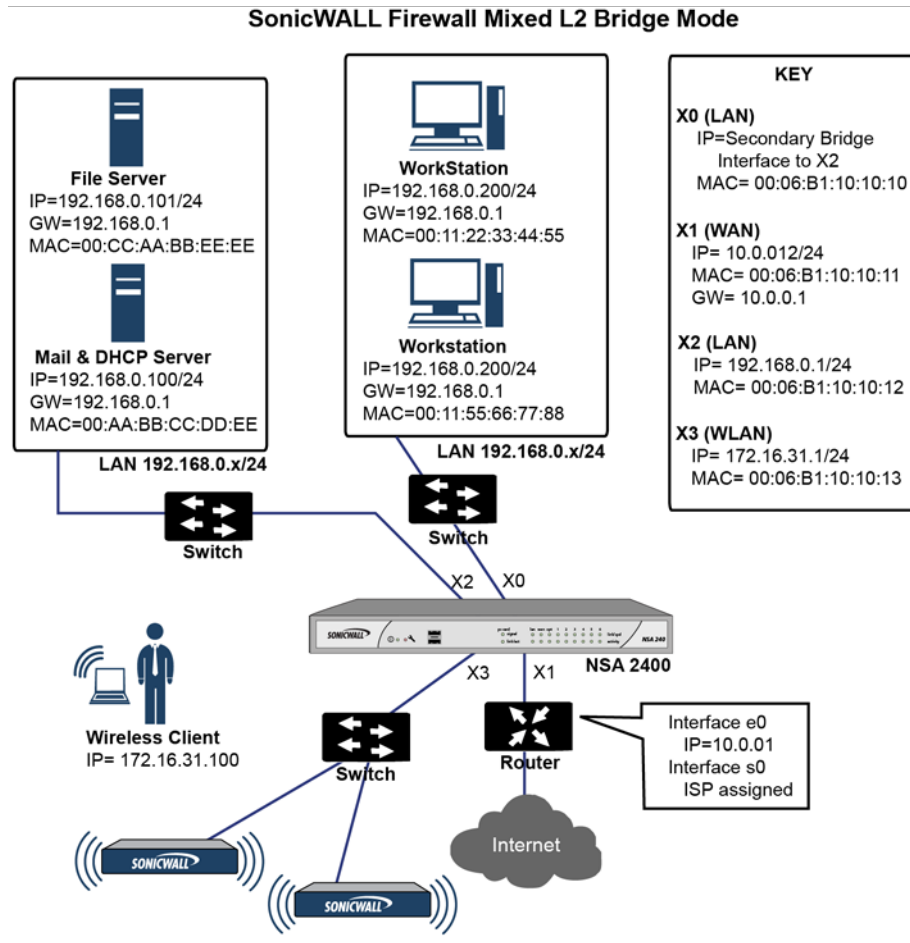 SonicWALL Firewall Mixed L2 Bridge Mode
File Server
IP=192.168.0.101/24
GW=192.168.0.1
MAC=00:CC:AA:BB:EE:EE
Mail & DHCP Server
IP=192.168.0.100/24
GW=192.168.0.1
MAC=00:AA:BB:CC:DD:EE
LAN 192.168.0.x/24
WorkStation
IP=192.168.0.200/24
GW=192.168.0.1
MAC=00:11:22:33:44:55
Workstation
IP=192.168.0.200/24
GW=192.168.0.1
MAC=00:11:55:66:77:88
LAN 192.168.0.x/24
KEY
X0 (LAN)
IP=Secondary Bridge
Interface to X2
MAC= 00:06:B1:10:10:10
X1 (WAN)
IP= 10.0.012/24
MAC= 00:06:B1:10:10:11
GW= 10.0.0.1
X2 (LAN)
IP= 192.168.0.1/24
MAC= 00:06:B1:10:10:12
X3 (WLAN)
IP= 172.16.31.1/24
MAC= 00:06:B1:10:10:13
Switch
Switch
X2
X0
SONICWALL
NSA 240
NSA 2400
X3
X1
Wireless Client
IP= 172.16.31.100
Switch
Router
Interface e0
IP=10.0.01
Interface s0
ISP assigned
Internet
SONICWALL
SONICWALL